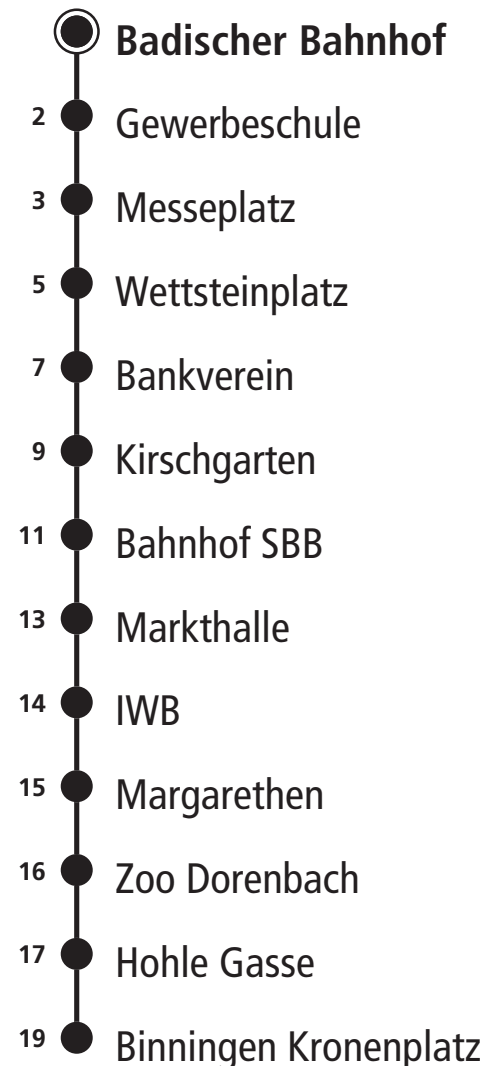 Badischer Bahnhof
2 Gewerbeschule
3 Messeplatz
5 Wettsteinplatz
7 Bankverein
9 Kirschgarten
11 Bahnhof SBB
13 Markthalle
14 IWB
15 Margarethen
16 Zoo Dorenbach
17 Hohle Gasse
19 Binningen Kronenplatz